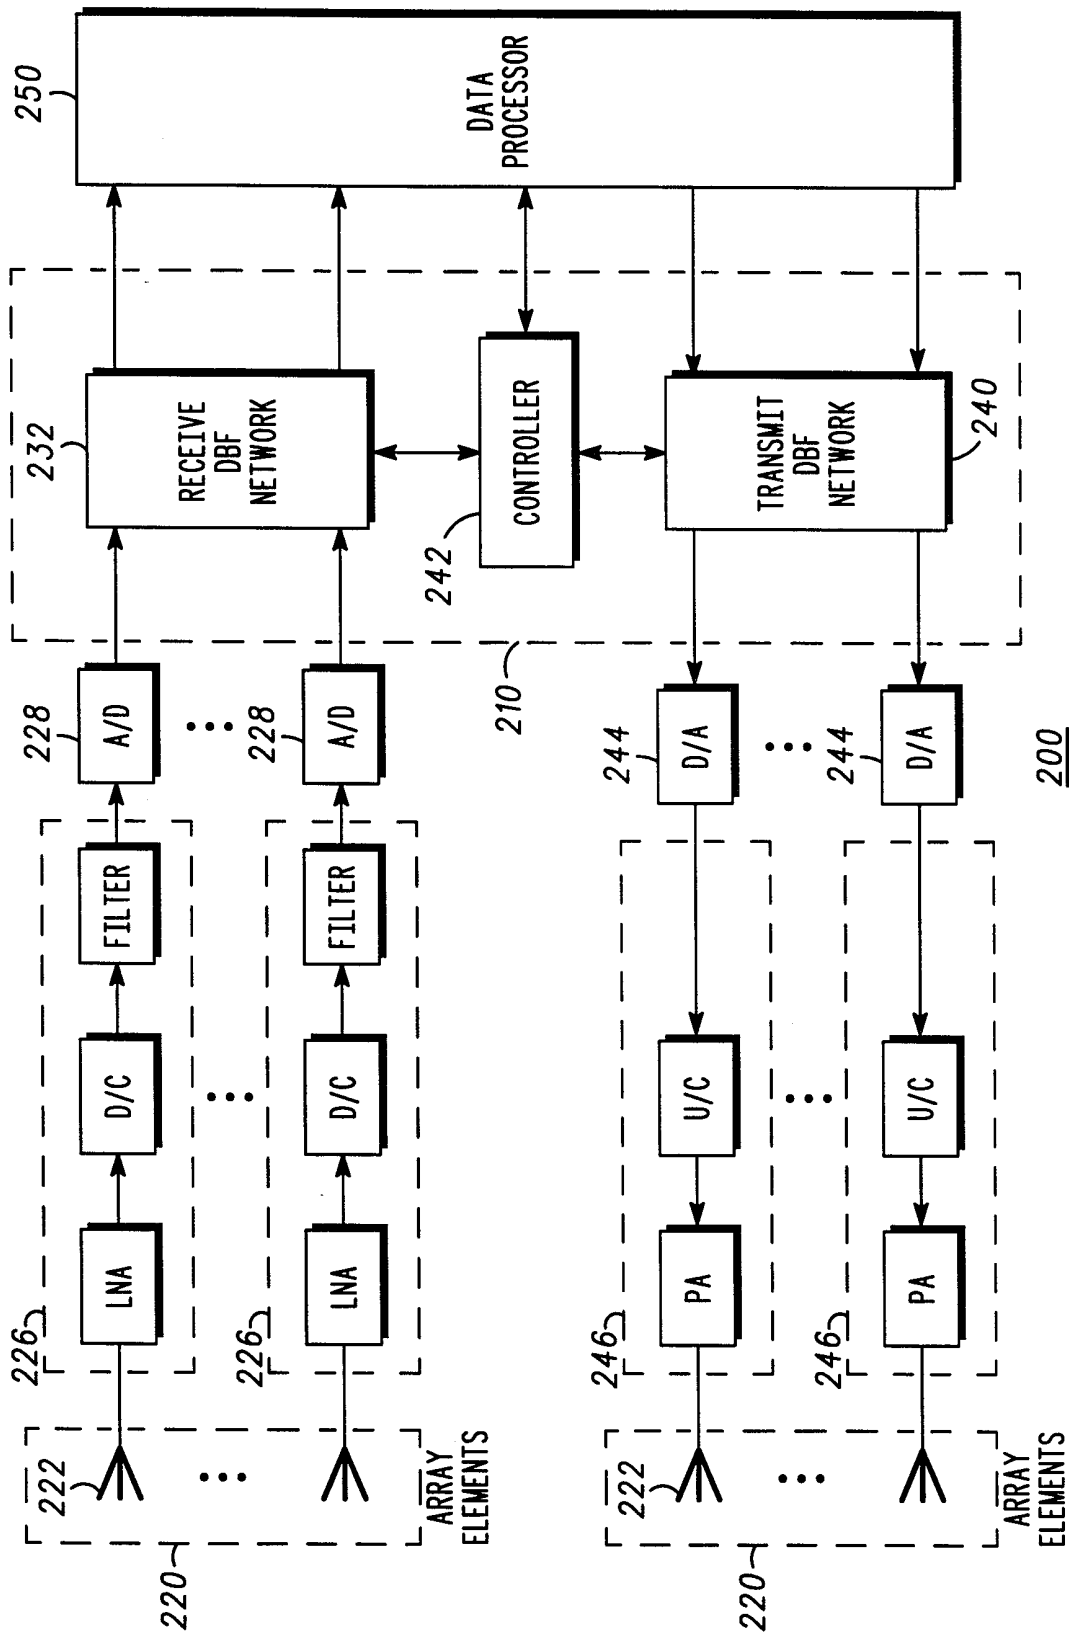 232
250
226
228
LNA
D/C
FILTER
A/D
RECEIVE
DBF
NETWORK
222
220
226
228
LNA
D/C
FILTER
A/D
ARRAY
ELEMENTS
242
CONTROLLER
DATA
PROCESSOR
210
246
244
PA
U/C
D/A
TRANSMIT
DBF
NETWORK
222
220
246
244
PA
U/C
D/A
240
ARRAY
ELEMENTS
200